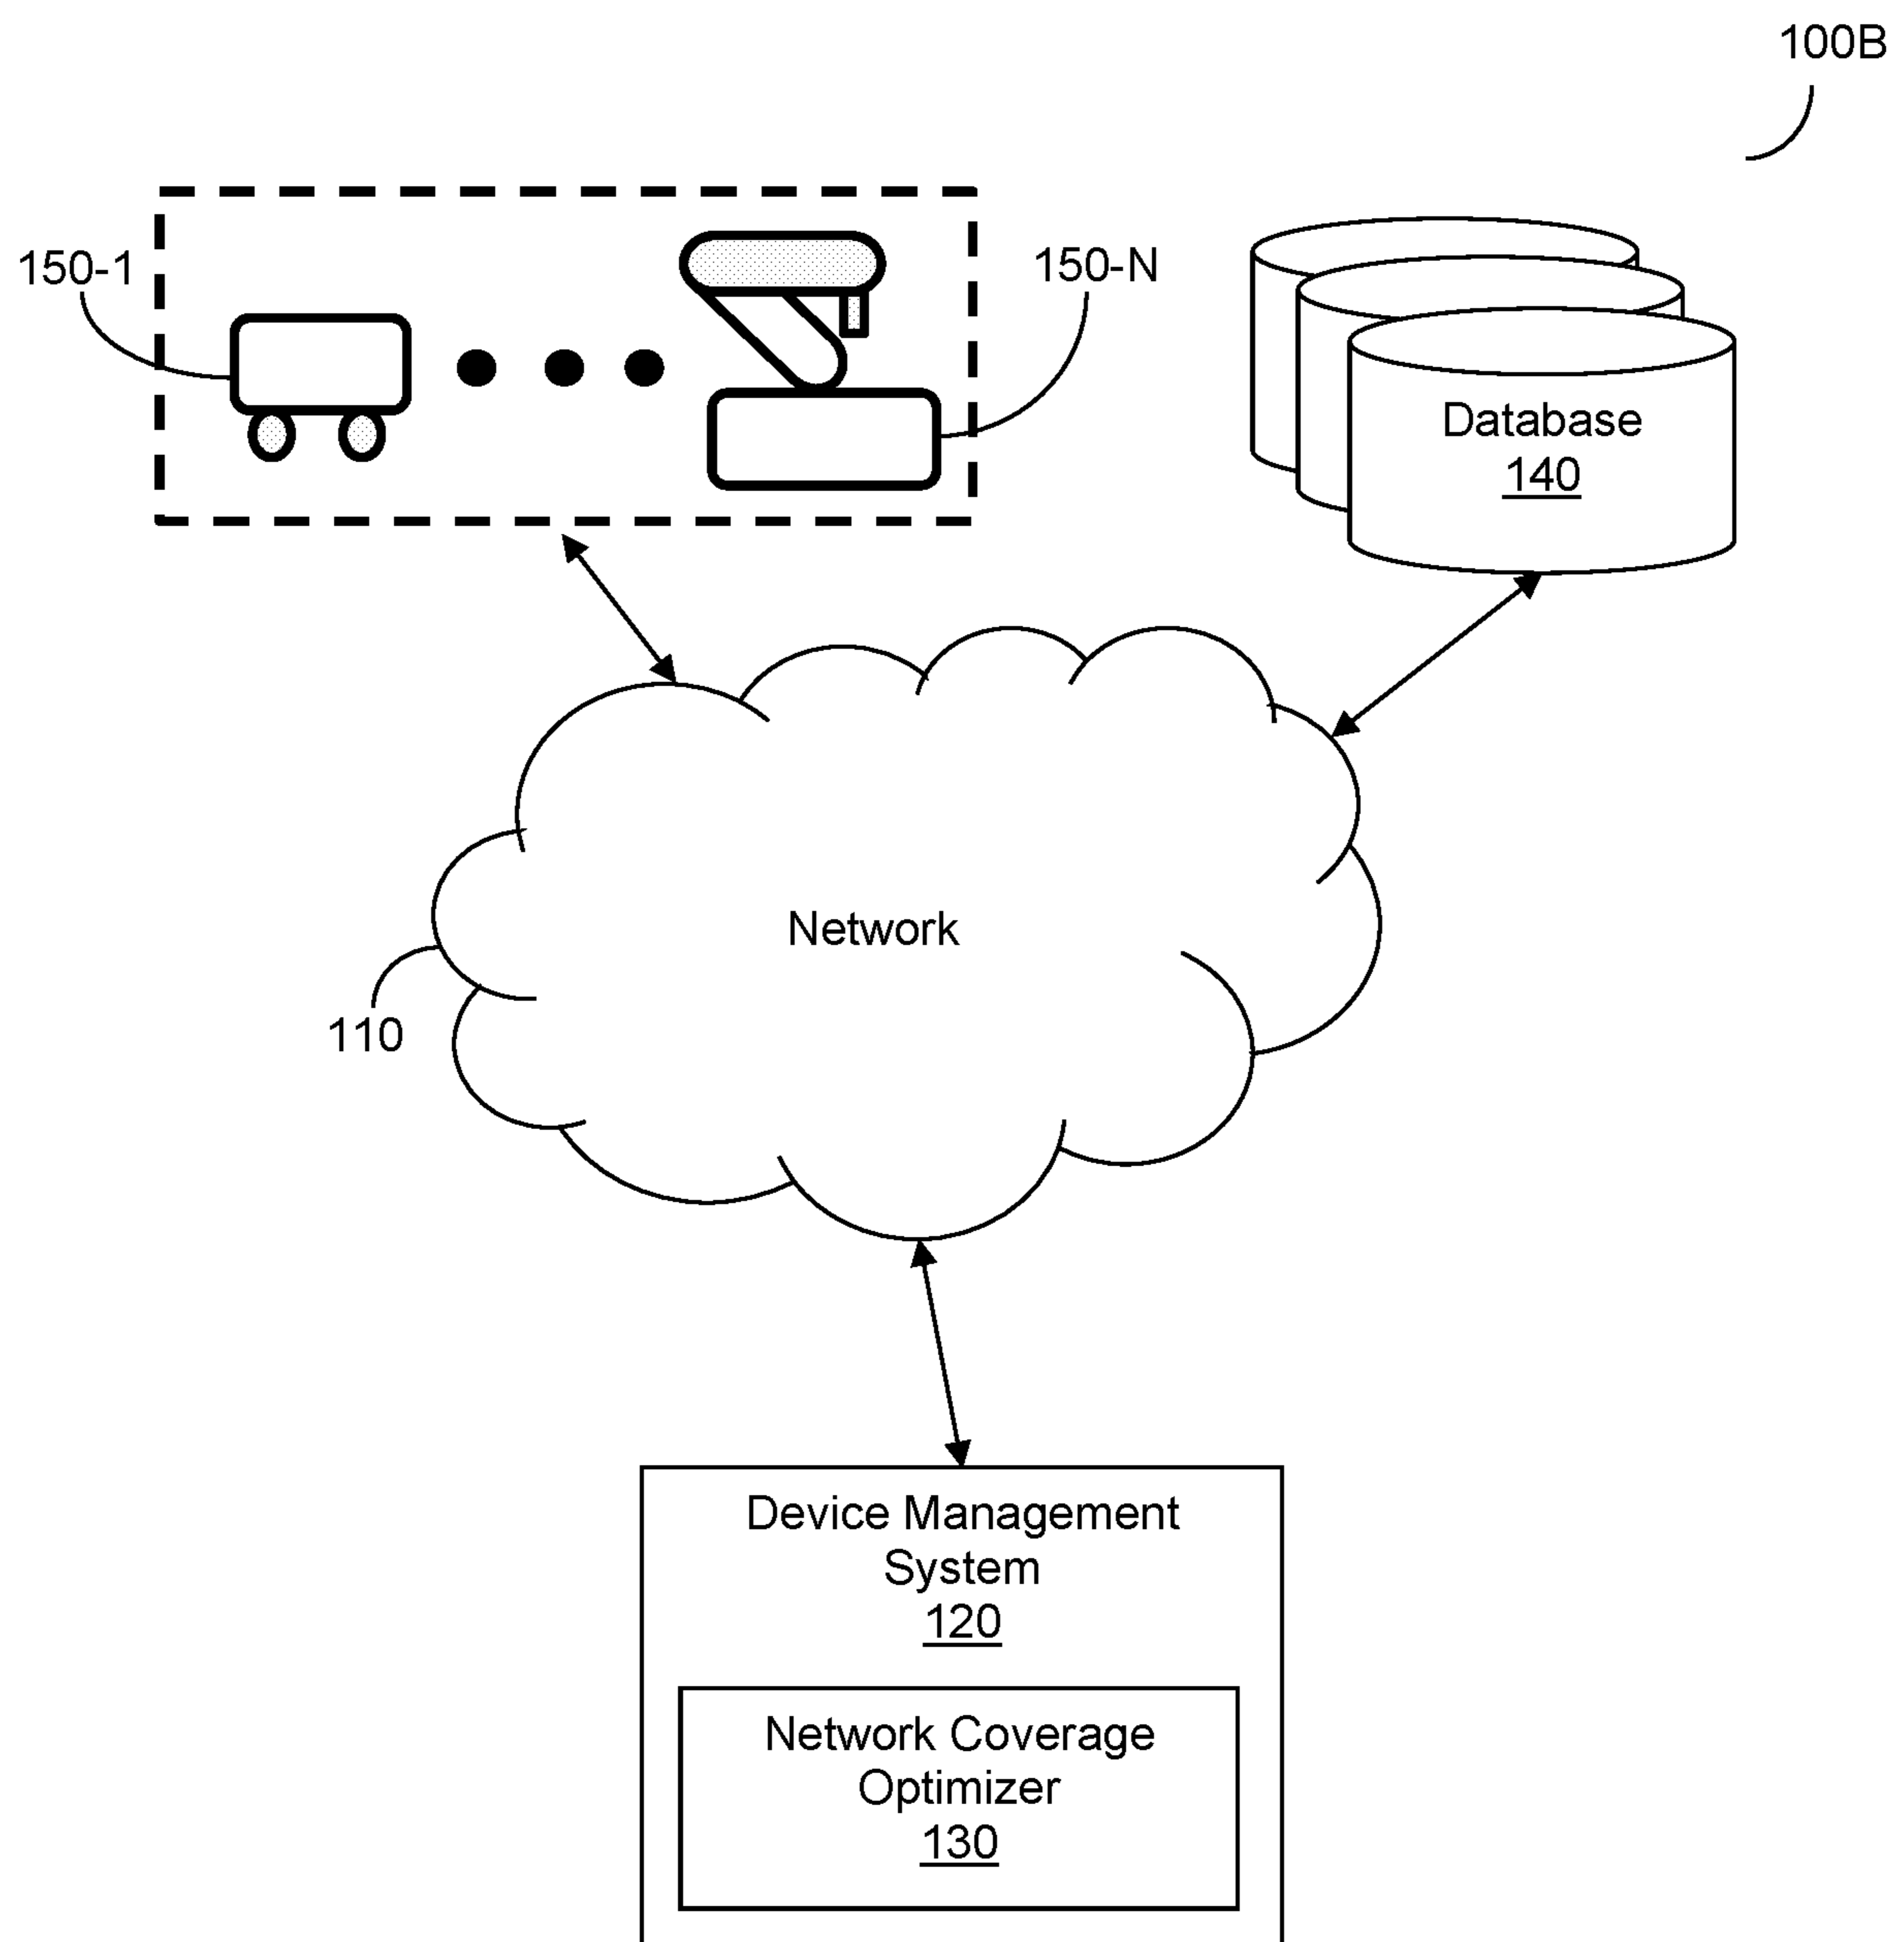 100B
150-1
150-N
Database
140
Network
110
Device Management
System
120
Network Coverage
Optimizer
130